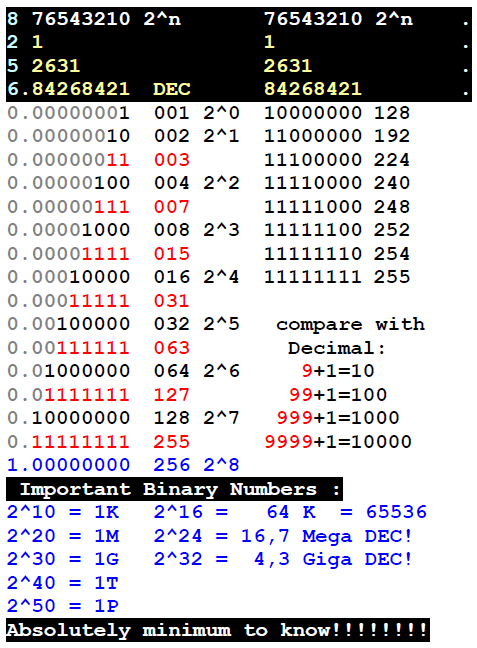 8 76543210 2^n       76543210 2^n    .
2 1                  1               .
5 2631               2631            .
6.84268421  DEC      84268421        .
0.00000001  001 2^0  10000000 128
0.00000010  002 2^1  11000000 192
0.00000011  003      11100000 224
0.00000100  004 2^2  11110000 240
0.00000111  007      11111000 248
0.00001000  008 2^3  11111100 252
0.00001111  015      11111110 254
0.00010000  016 2^4  11111111 255
0.00011111  031
0.00100000  032 2^5   compare with
0.00111111  063        Decimal:
0.01000000  064 2^6     9+1=10
0.01111111  127        99+1=100
0.10000000  128 2^7   999+1=1000
0.11111111  255      9999+1=10000
1.00000000  256 2^8
Important Binary Numbers :
2^10 = 1K   2^16 =   64 K  = 65536
2^20 = 1M   2^24 = 16,7 Mega DEC!
2^30 = 1G   2^32 =  4,3 Giga DEC!
2^40 = 1T
2^50 = 1P
Absolutely minimum to know!!!!!!!!